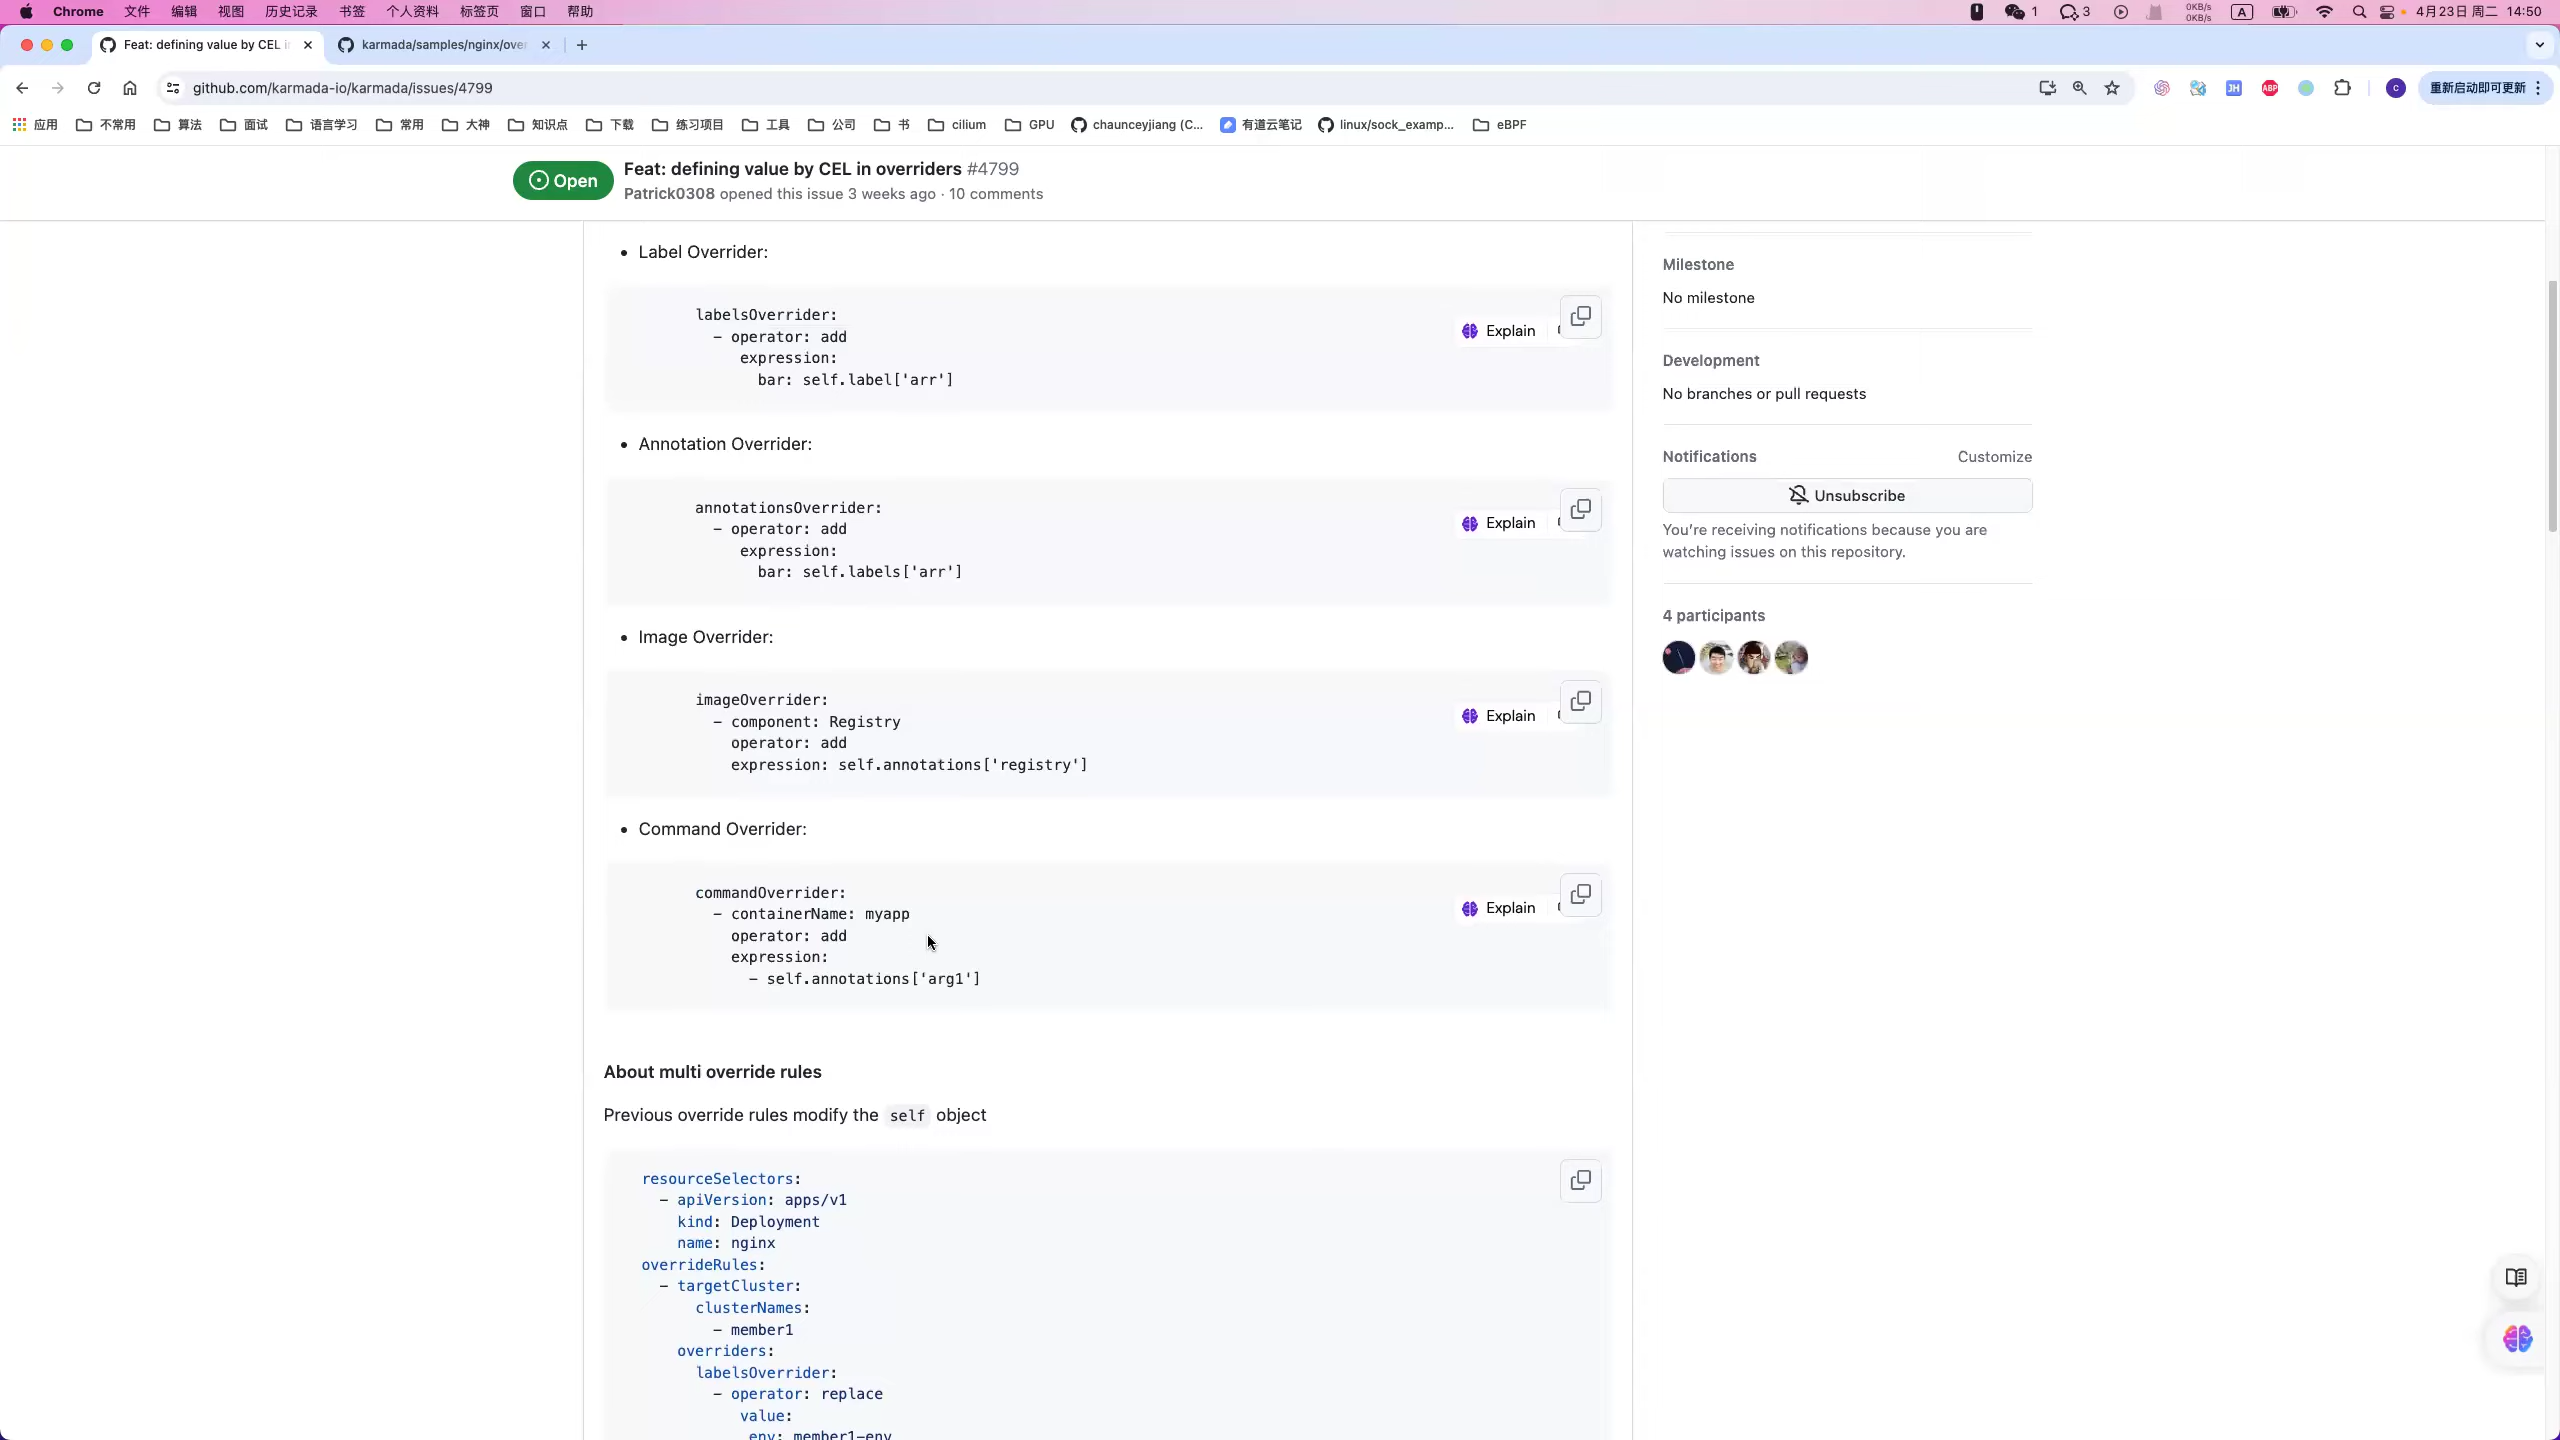 Chrome 文件 编辑 视图 历史记录 书签 个人资料 标签页 窗口 帮助 1 3 0KB/s 0KB/s A 4月23日 周二 14:50
Feat: defining value by CEL i karmada/samples/nginx/over
github.com/karmada-io/karmada/issues/4799 JH ABP C 重新启动即可更新
应用 不常用 算法 面试 语言学习 常用 大神 知识点 下载 练习项目 工具 公司 书 cilium GPU chaunceyjiang (C... 有道云笔记 linux/sock_examp... eBPF
Open
Feat: defining value by CEL in overriders #4799
Patrick0308 opened this issue 3 weeks ago · 10 comments
• Label Overrider:
labelsOverrider:
- operator: add
expression:
bar: self.label['arr']
Explain
• Annotation Overrider:
annotationsOverrider:
- operator: add
expression:
bar: self.labels['arr']
Explain
• Image Overrider:
imageOverrider:
- component: Registry
operator: add
expression: self.annotations['registry']
Explain
• Command Overrider:
commandOverrider:
- containerName: myapp
operator: add
expression:
- self.annotations['arg1']
Explain
About multi override rules
Previous override rules modify the self object
resourceSelectors:
- apiVersion: apps/v1
kind: Deployment
name: nginx
overrideRules:
- targetCluster:
clusterNames:
- member1
overriders:
labelsOverrider:
- operator: replace
value:
env: member1-env
Milestone
No milestone
Development
No branches or pull requests
Notifications Customize
Unsubscribe
You're receiving notifications because you are
watching issues on this repository.
4 participants